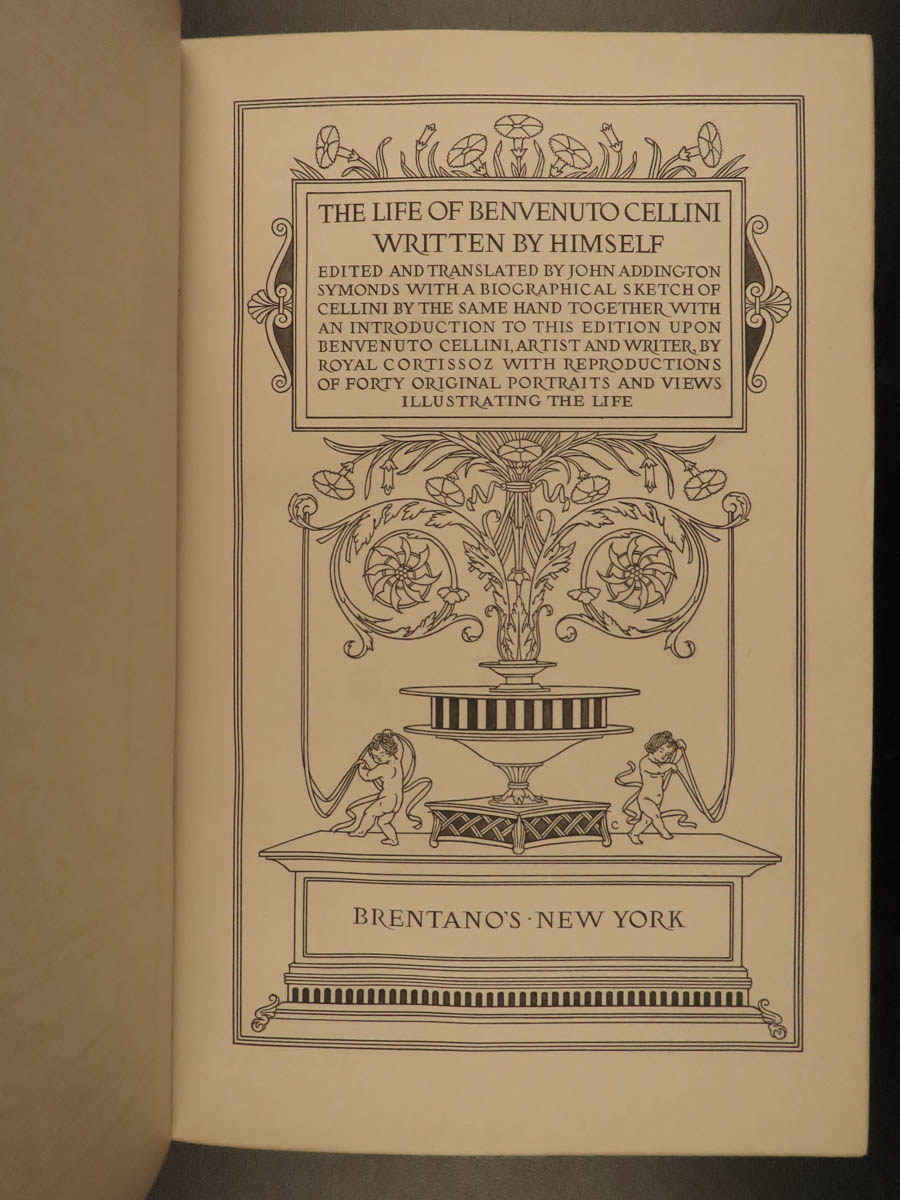 THE LIFE OF BENVENUTO CELLINI
WRITTEN BY HIMSELF
EDITED AND TRANSLATED BY JOHN ADDINGTON
SYMONDS WITH A BIOGRAPHICAL SKETCH OF
CELLINI BY THE SAME HAND TOGETHER WITH
AN INTRODUCTION TO THIS EDITION UPON
BENVENUTO CELLINI, ARTIST AND WRITER, BY
ROYAL CORTISSOZ WITH REPRODUCTIONS
OF FORTY ORIGINAL PORTRAITS AND VIEWS
ILLUSTRATING THE LIFE
C
BRENTANO'S · NEW YORK